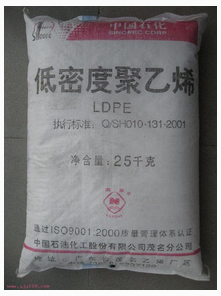 中国石化
SINOPEC CORP.
低密度聚乙烯
LDPE
执行标准：Q/SH010-131-2001
净含量：25千克
通过ISO9001:2000质量管理体系认证
中国石油化工股份有限公司茂名分公司